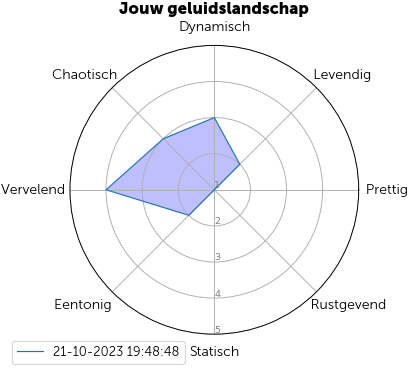 Jouw geluidslandschap
Dynamisch
Chaotisch
Levendig
Vervelend
Prettig
1
2
3
4
5
Eentonig
Rustgevend
21-10-2023 19:48:48
Statisch